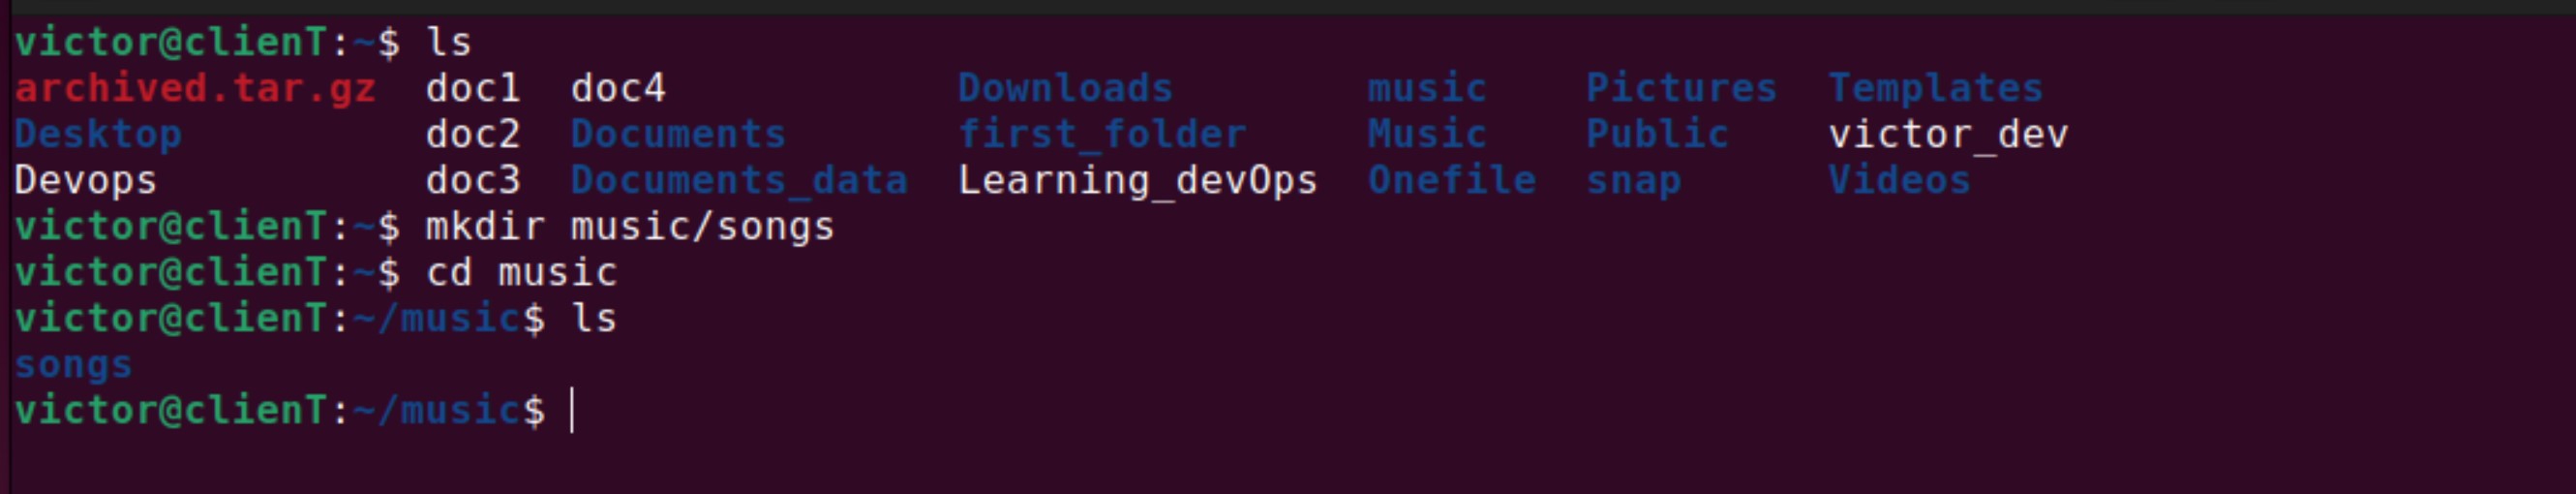 victor@clienT:~$ ls
archived.tar.gz  doc1  doc4            Downloads        music    Pictures  Templates
Desktop          doc2  Documents       first_folder     Music    Public    victor_dev
Devops           doc3  Documents_data  Learning_devOps  Onefile  snap      Videos
victor@clienT:~$ mkdir music/songs
victor@clienT:~$ cd music
victor@clienT:~/music$ ls
songs
victor@clienT:~/music$